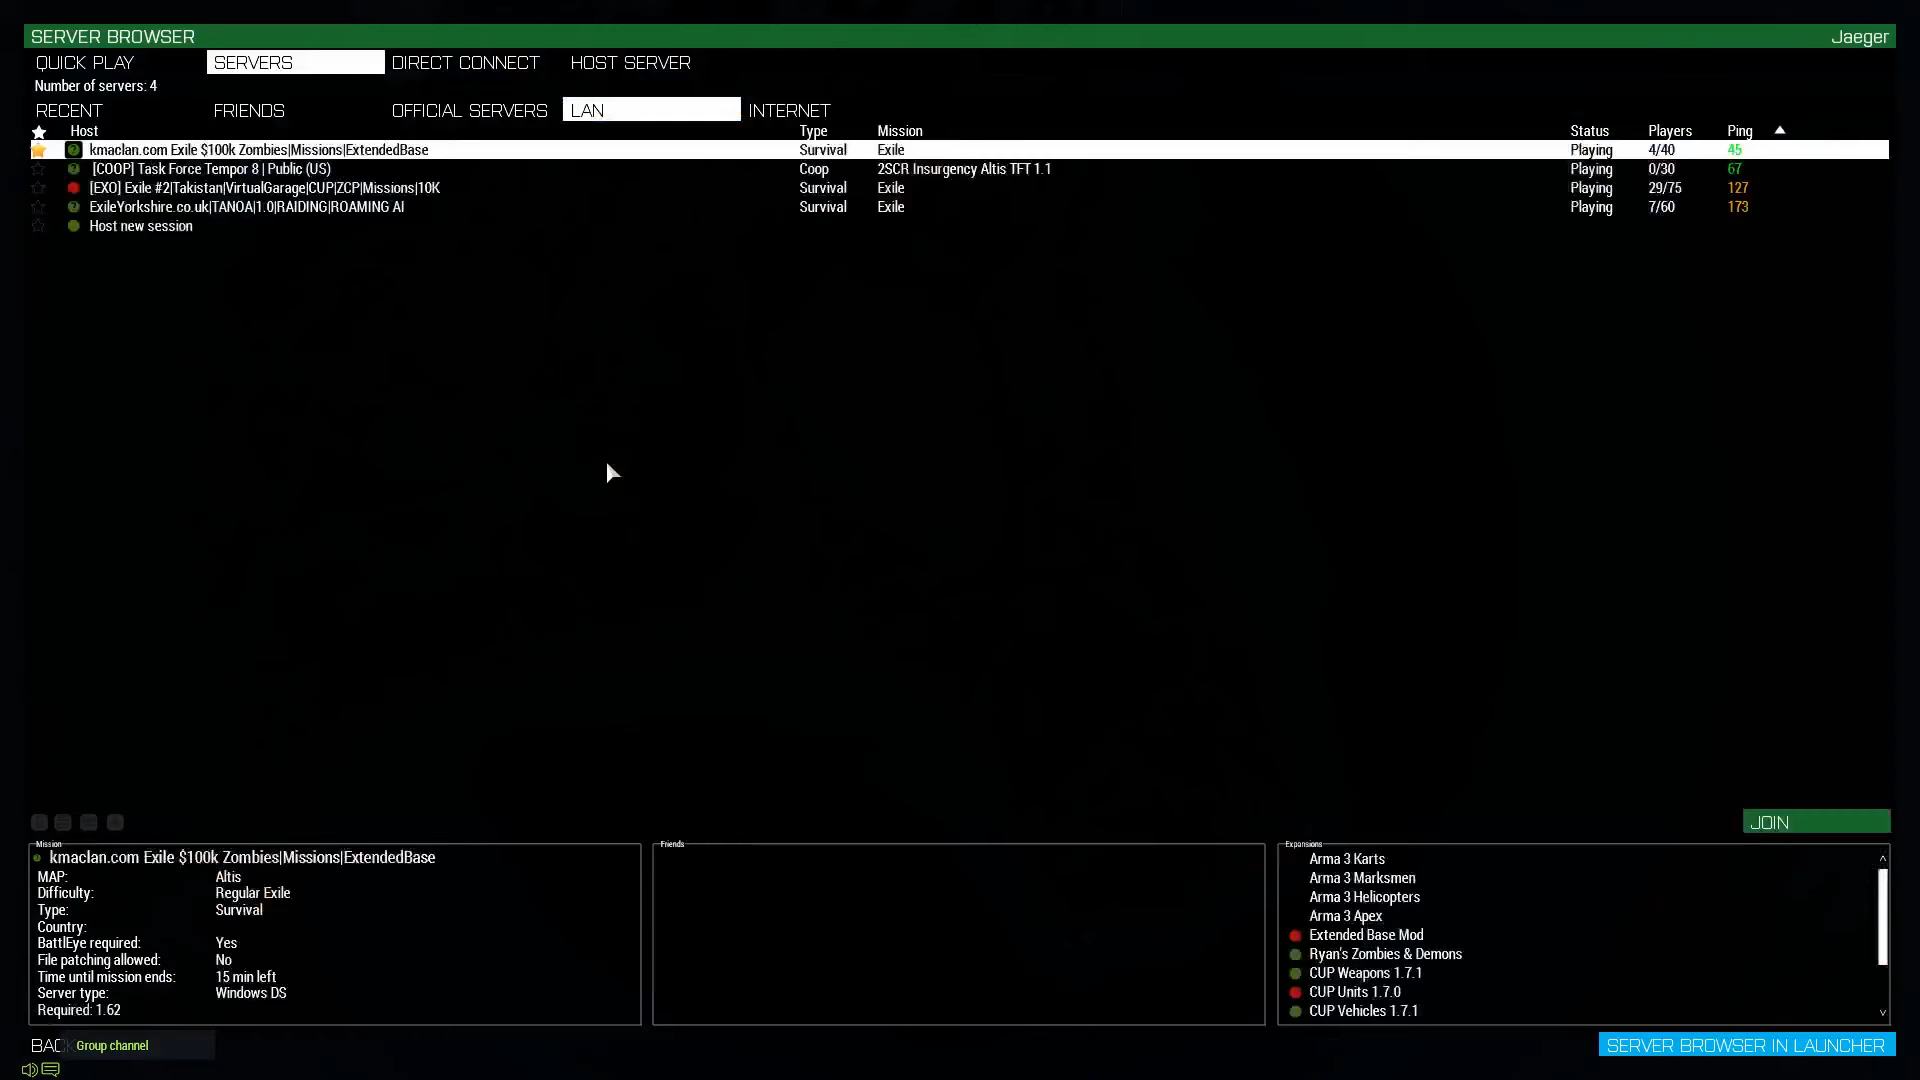 SERVER BROWSER Jaeger
QUICK PLAY SERVERS DIRECT CONNECT HOST SERVER
Number of servers: 4
RECENT FRIENDS OFFICIAL SERVERS LAN INTERNET
Host Type Mission Status Players Ping
kmaclan.com Exile $100k Zombies|Missions|ExtendedBase Survival Exile Playing 4/40 45
[COOP] Task Force Tempor 8 | Public (US) Coop 2SCR Insurgency Altis TFT 1.1 Playing 0/30 67
[EXO] Exile #2|Takistan|VirtualGarage|CUP|ZCP|Missions|10K Survival Exile Playing 29/75 127
ExileYorkshire.co.uk|TANOA|1.0|RAIDING|ROAMING AI Survival Exile Playing 7/60 173
Host new session
JOIN
Mission
kmaclan.com Exile $100k Zombies|Missions|ExtendedBase
MAP: Altis
Difficulty: Regular Exile
Type: Survival
Country:
BattlEye required: Yes
File patching allowed: No
Time until mission ends: 15 min left
Server type: Windows DS
Required: 1.62
Friends
Expansions
Arma 3 Karts
Arma 3 Marksmen
Arma 3 Helicopters
Arma 3 Apex
Extended Base Mod
Ryan's Zombies & Demons
CUP Weapons 1.7.1
CUP Units 1.7.0
CUP Vehicles 1.7.1
BACK Group channel
SERVER BROWSER IN LAUNCHER